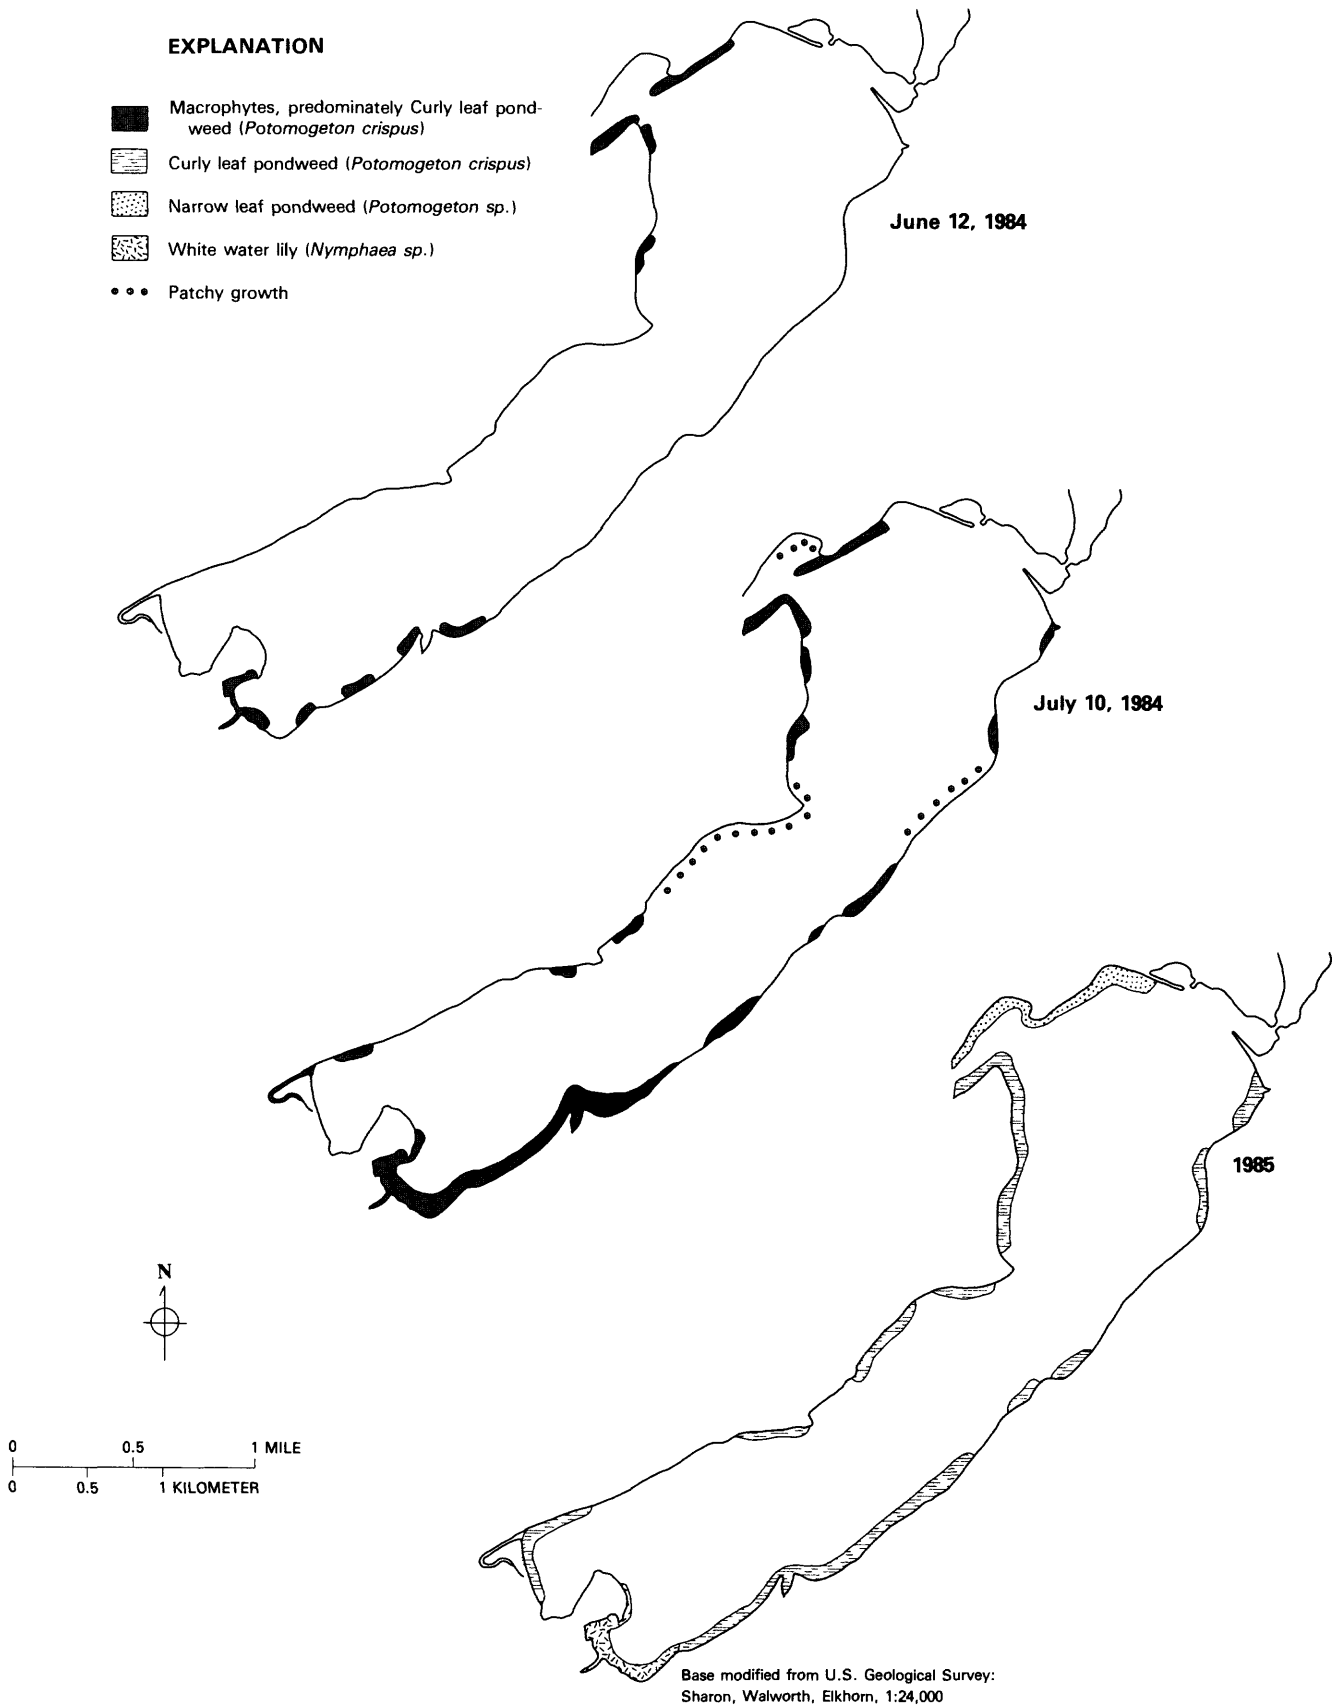 EXPLANATION
Macrophytes, predominately Curly leaf pond-
weed (Potomogeton crispus)
Curly leaf pondweed (Potomogeton crispus)
Narrow leaf pondweed (Potomogeton sp.)
White water lily (Nymphaea sp.)
Patchy growth
June 12, 1984
July 10, 1984
1985
N
0 0.5 1 MILE
0 0.5 1 KILOMETER
Base modified from U.S. Geological Survey:
Sharon, Walworth, Elkhorn, 1:24,000